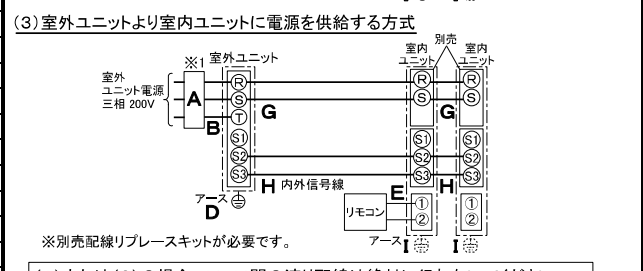 (3)室外ユニットより室内ユニットに電源を供給する方式
別売
※1 室外ユニット
室内
ユニット
室内
ユニット
室外
ユニット電源
三相 200V
A
B
R
S
T
S1
S2
S3
G
R
S
S1
S2
S3
G
R
S
S1
S2
S3
H 内外信号線
H
アース
D
リモコン
E
①
②
①
②
アース I
I
※別売配線リプレースキットが必要です。